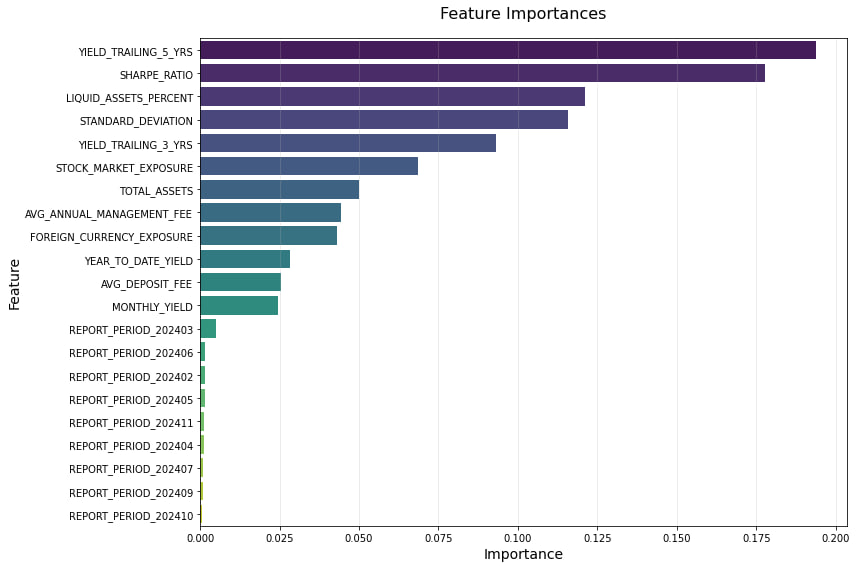 Feature Importances
Feature
YIELD_TRAILING_5_YRS
SHARPE_RATIO
LIQUID_ASSETS_PERCENT
STANDARD_DEVIATION
YIELD_TRAILING_3_YRS
STOCK_MARKET_EXPOSURE
TOTAL_ASSETS
AVG_ANNUAL_MANAGEMENT_FEE
FOREIGN_CURRENCY_EXPOSURE
YEAR_TO_DATE_YIELD
AVG_DEPOSIT_FEE
MONTHLY_YIELD
REPORT_PERIOD_202403
REPORT_PERIOD_202406
REPORT_PERIOD_202402
REPORT_PERIOD_202405
REPORT_PERIOD_202411
REPORT_PERIOD_202404
REPORT_PERIOD_202407
REPORT_PERIOD_202409
REPORT_PERIOD_202410
0.000 0.025 0.050 0.075 0.100 0.125 0.150 0.175 0.200
Importance